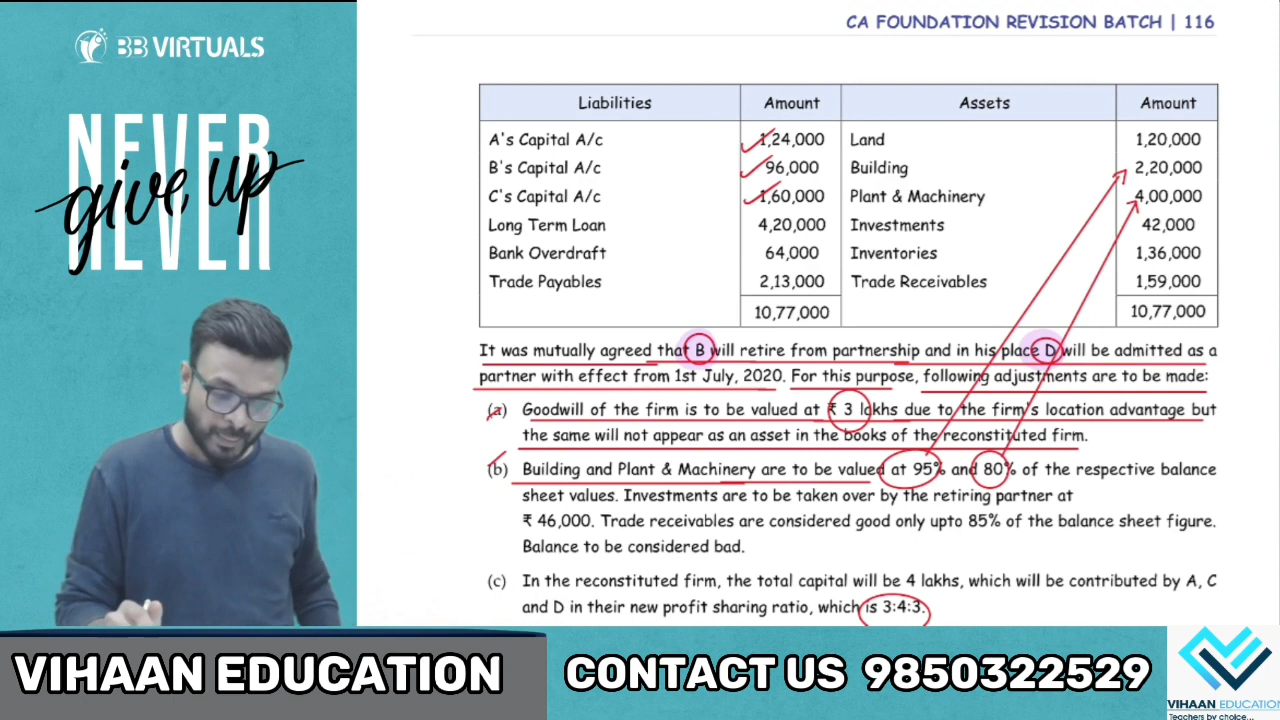 CA FOUNDATION REVISION BATCH | 116
BB VIRTUALS
NEVER
give up
NEVER
Liabilities Amount Assets Amount
A's Capital A/c 1,24,000 Land 1,20,000
B's Capital A/c 96,000 Building 2,20,000
C's Capital A/c 1,60,000 Plant & Machinery 4,00,000
Long Term Loan 4,20,000 Investments 42,000
Bank Overdraft 64,000 Inventories 1,36,000
Trade Payables 2,13,000 Trade Receivables 1,59,000
10,77,000 10,77,000
It was mutually agreed that B will retire from partnership and in his place D will be admitted as a
partner with effect from 1st July, 2020. For this purpose, following adjustments are to be made:
(a) Goodwill of the firm is to be valued at ₹ 3 lakhs due to the firm's location advantage but
the same will not appear as an asset in the books of the reconstituted firm.
(b) Building and Plant & Machinery are to be valued at 95% and 80% of the respective balance
sheet values. Investments are to be taken over by the retiring partner at
₹ 46,000. Trade receivables are considered good only upto 85% of the balance sheet figure.
Balance to be considered bad.
(c) In the reconstituted firm, the total capital will be 4 lakhs, which will be contributed by A, C
and D in their new profit sharing ratio, which is 3:4:3.
VIHAAN EDUCATION
CONTACT US 9850322529
VIHAAN EDUCATION
Teachers by choice...